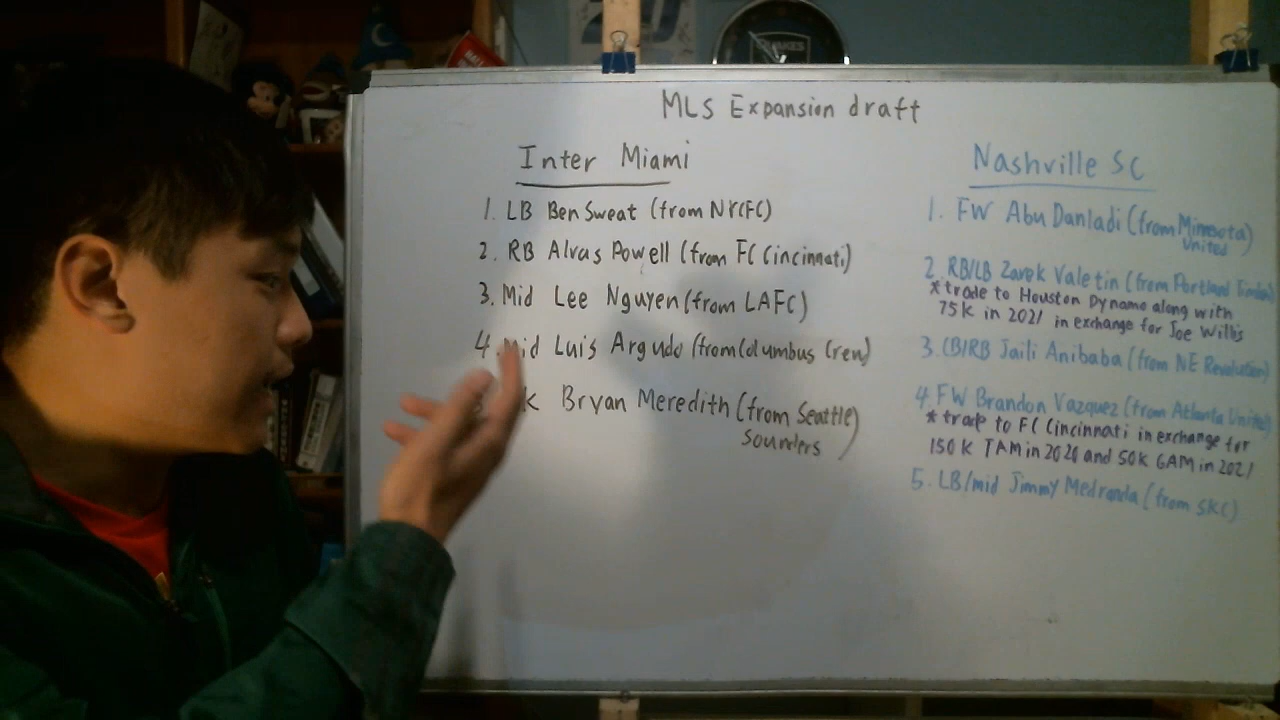 MLS Expansion draft
Inter Miami
1. LB Ben Sweat (from NYCFC)
2. RB Alvas Powell (from FC Cincinnati)
3. Mid Lee Nguyen (from LAFC)
4. Mid Luis Argudo (from Columbus Crew)
k Bryan Meredith (from Seattle
Sounders)
Nashville SC
1. FW Abu Danladi (from Minnesota
United)
2. RB/LB Zarek Valetin (from Portland Timbers)
*trade to Houston Dynamo along with
75K in 2021 in exchange for Joe Willis
3. CB/RB Jaili Anibaba (from NE Revolution)
4. FW Brandon Vazquez (from Atlanta United)
*trade to FC Cincinnati in exchange for
150K TAM in 2020 and 50K GAM in 2021
5. LB/mid Jimmy Medranda (from SKC)